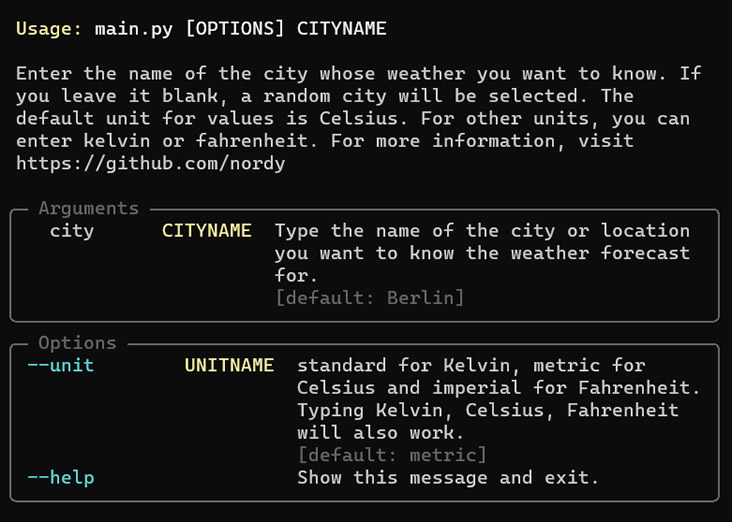 Usage: main.py [OPTIONS] CITYNAME
Enter the name of the city whose weather you want to know. If
you leave it blank, a random city will be selected. The
default unit for values is Celsius. For other units, you can
enter kelvin or fahrenheit. For more information, visit
https://github.com/nordy
Arguments
city CITYNAME Type the name of the city or location
you want to know the weather forecast
for.
[default: Berlin]
Options
--unit UNITNAME standard for Kelvin, metric for
Celsius and imperial for Fahrenheit.
Typing Kelvin, Celsius, Fahrenheit
will also work.
[default: metric]
--help Show this message and exit.